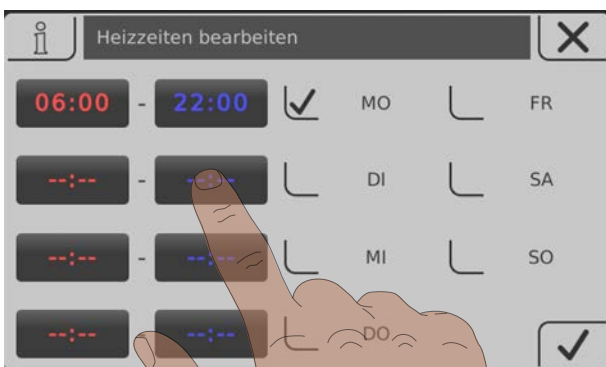 Heizzeiten bearbeiten
06:00 - 22:00 MO FR
--:-- - --:-- DI SA
--:-- - --:-- MI SO
--:-- --:-- DO